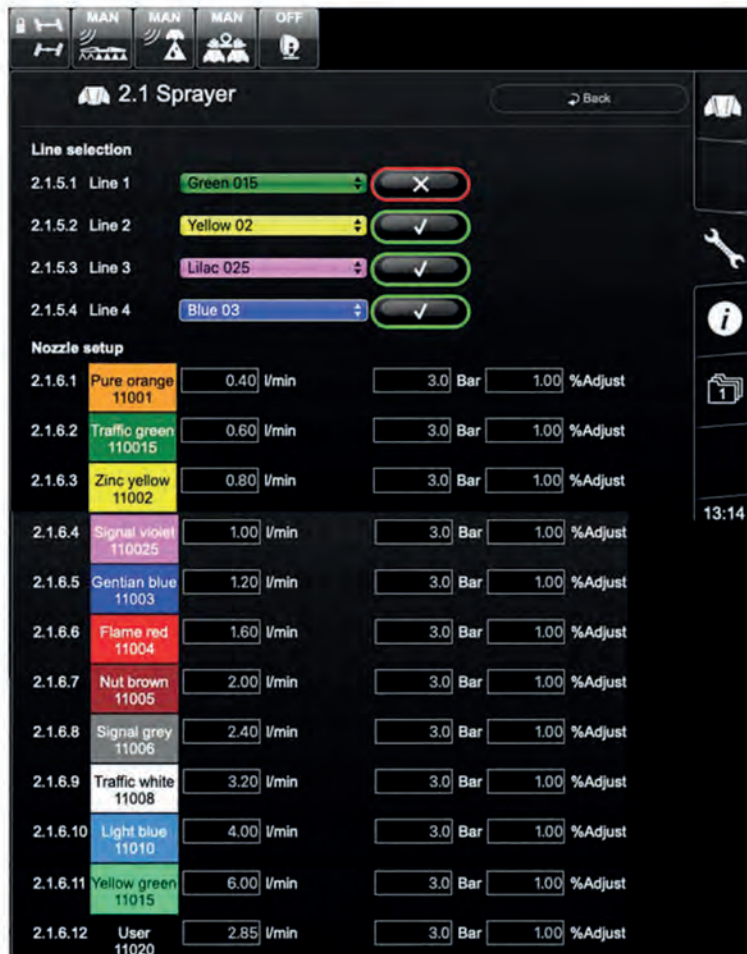 MAN MAN MAN OFF
2.1 Sprayer Back
Line selection
2.1.5.1 Line 1 Green 015
2.1.5.2 Line 2 Yellow 02
2.1.5.3 Line 3 Lilac 025
2.1.5.4 Line 4 Blue 03
Nozzle setup
2.1.6.1 Pure orange 0.40 l/min 3.0 Bar 1.00 %Adjust
11001
2.1.6.2 Traffic green 0.60 l/min 3.0 Bar 1.00 %Adjust
110015
2.1.6.3 Zinc yellow 0.80 l/min 3.0 Bar 1.00 %Adjust
11002
2.1.6.4 Signal violet 1.00 l/min 3.0 Bar 1.00 %Adjust
110025
2.1.6.5 Gentian blue 1.20 l/min 3.0 Bar 1.00 %Adjust
11003
2.1.6.6 Flame red 1.60 l/min 3.0 Bar 1.00 %Adjust
11004
2.1.6.7 Nut brown 2.00 l/min 3.0 Bar 1.00 %Adjust
11005
2.1.6.8 Signal grey 2.40 l/min 3.0 Bar 1.00 %Adjust
11006
2.1.6.9 Traffic white 3.20 l/min 3.0 Bar 1.00 %Adjust
11008
2.1.6.10 Light blue 4.00 l/min 3.0 Bar 1.00 %Adjust
11010
2.1.6.11 Yellow green 6.00 l/min 3.0 Bar 1.00 %Adjust
11015
2.1.6.12 User 2.85 l/min 3.0 Bar 1.00 %Adjust
11020
i
1
13:14